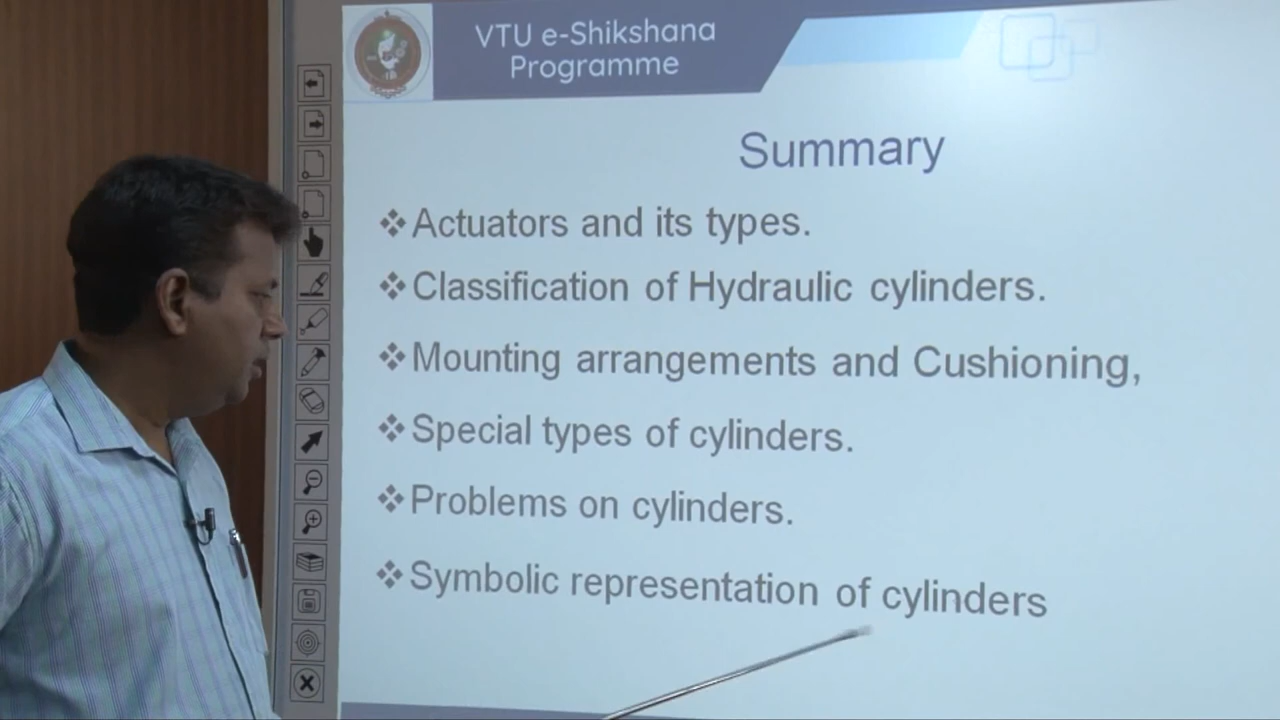 VTU e-Shikshana
Programme
Summary
❖Actuators and its types.
❖Classification of Hydraulic cylinders.
❖Mounting arrangements and Cushioning,
❖Special types of cylinders.
❖Problems on cylinders.
❖Symbolic representation of cylinders